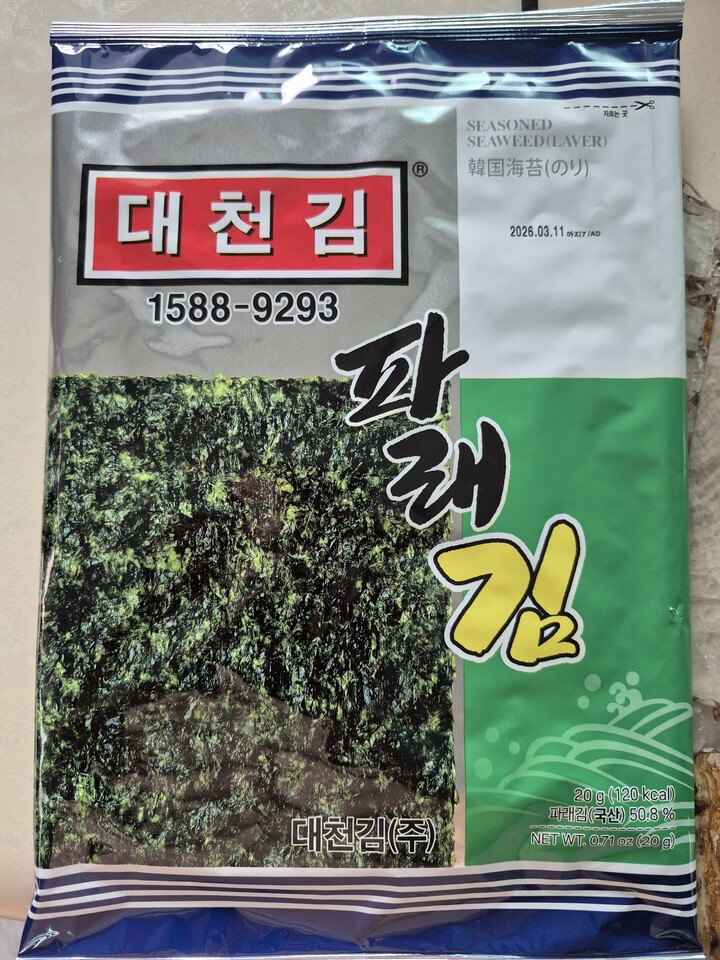 자르는 곳
SEASONED
SEAWEED(LAVER)
韓国海苔(のり)
2026.03.11 까지
대천김®
1588-9293
파래김
20 g (120 kcal)
파래김(국산) 50.8 %
NET WT. 0.71 oz (20 g)
대천김(주)